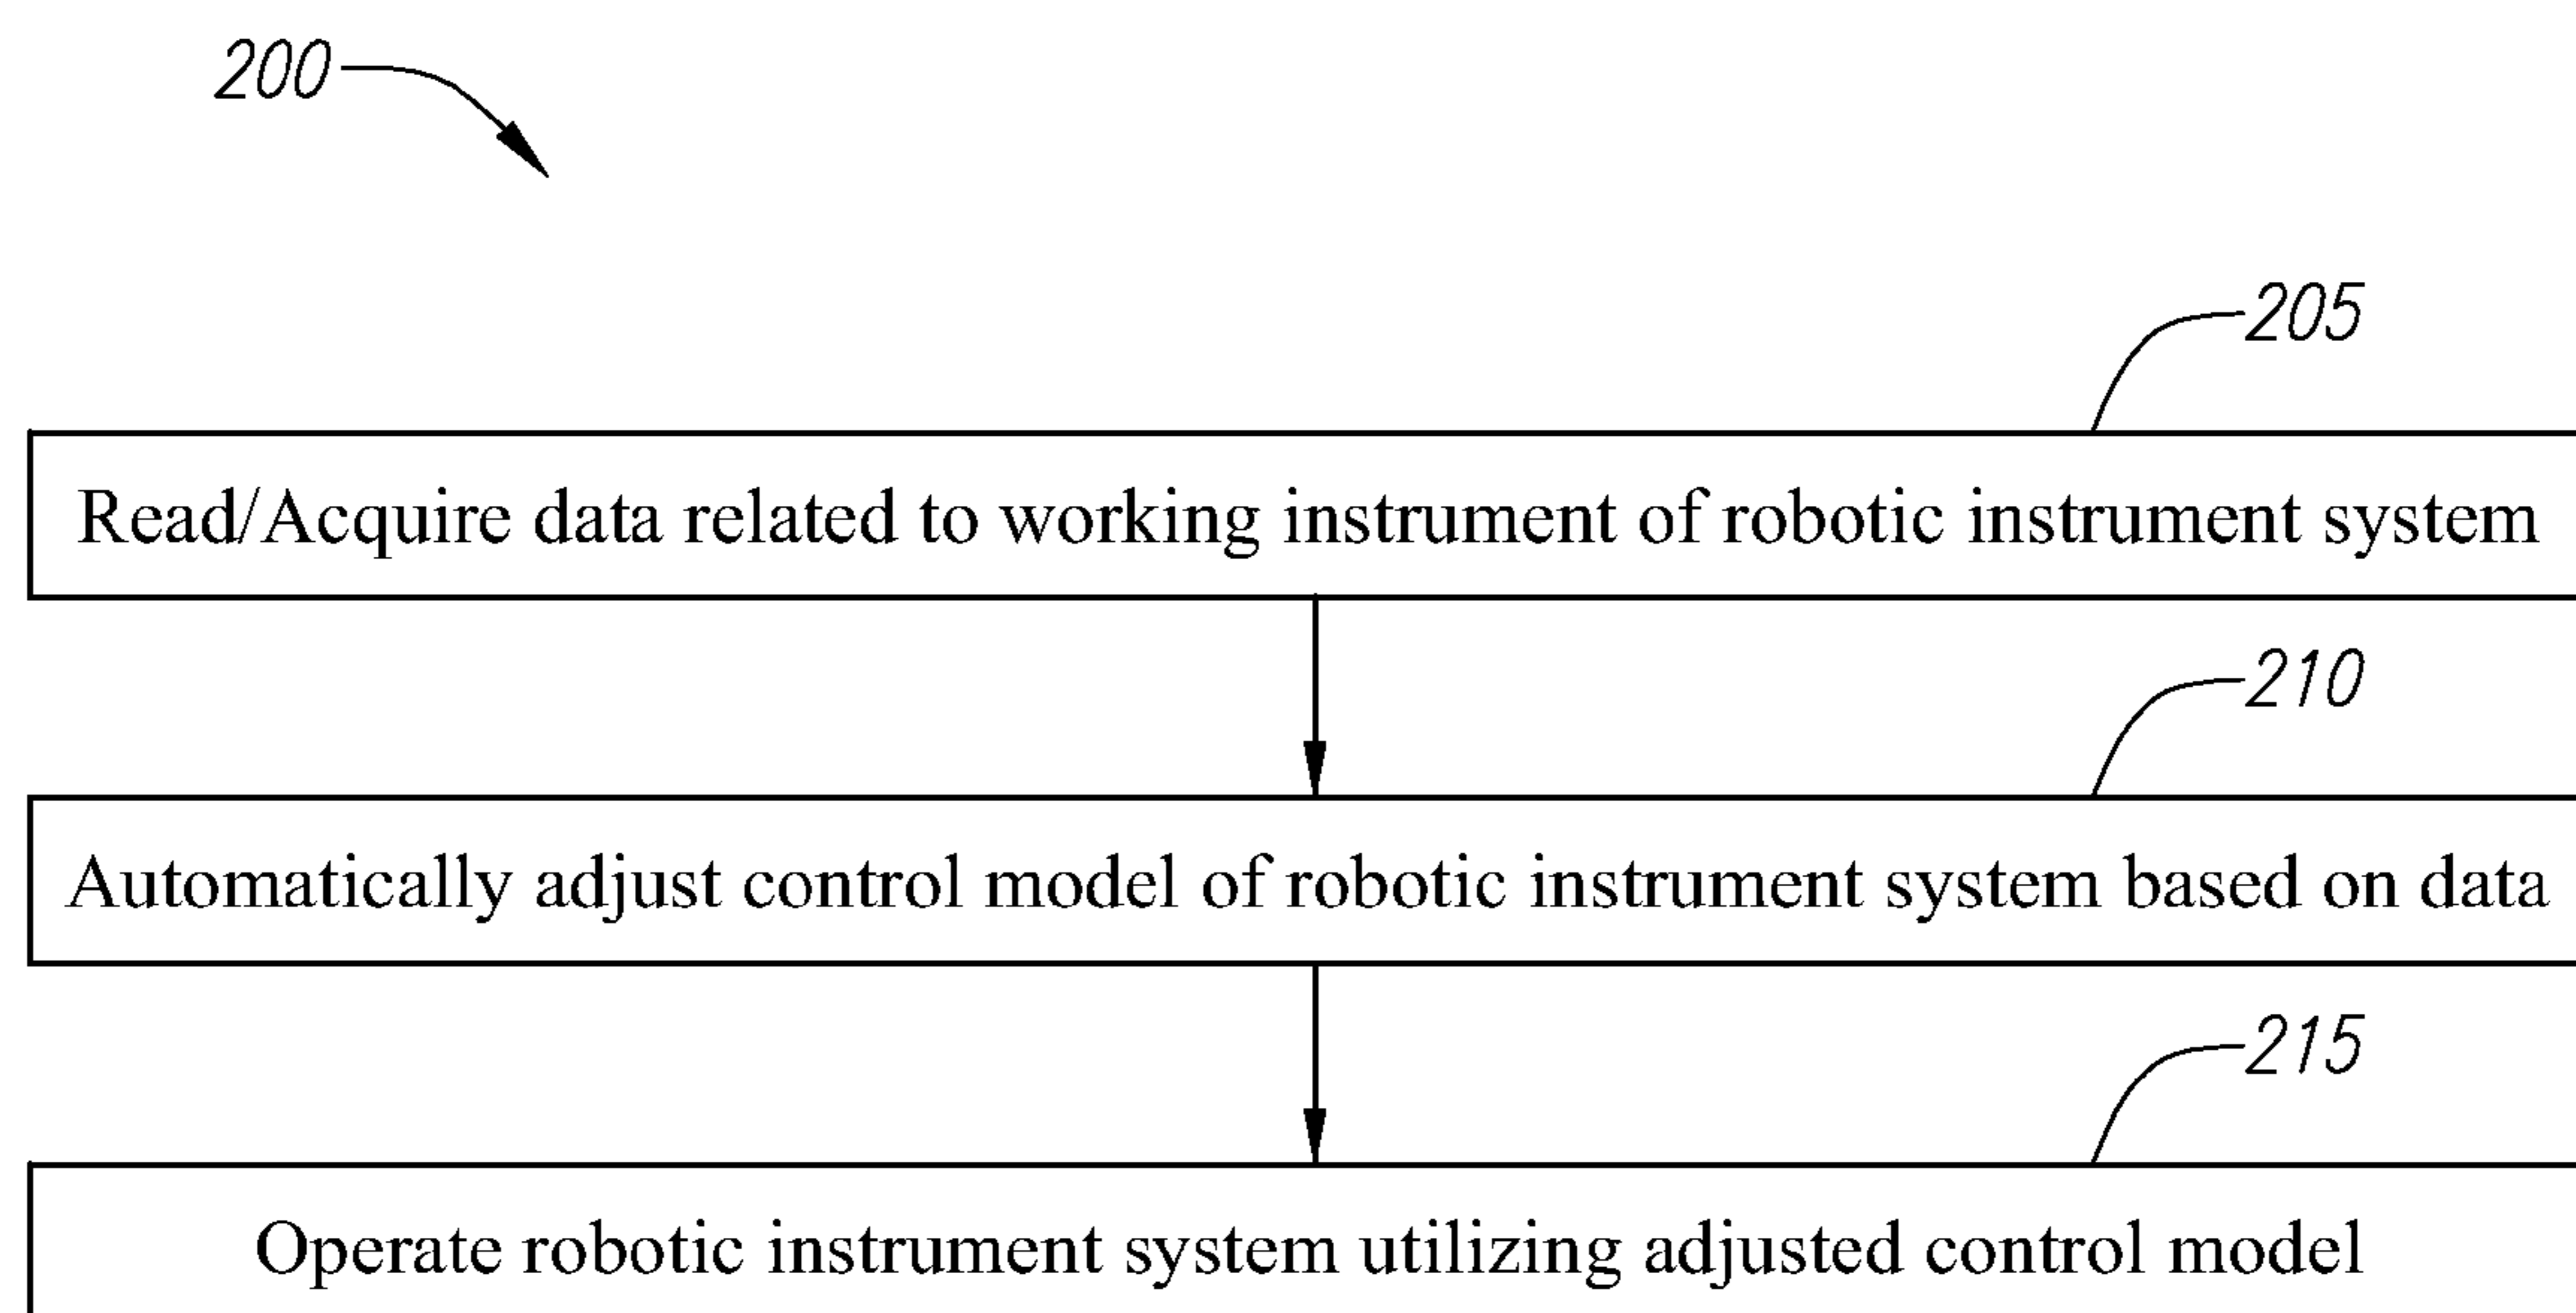 200
205
Read/Acquire data related to working instrument of robotic instrument system
210
Automatically adjust control model of robotic instrument system based on data
215
Operate robotic instrument system utilizing adjusted control model